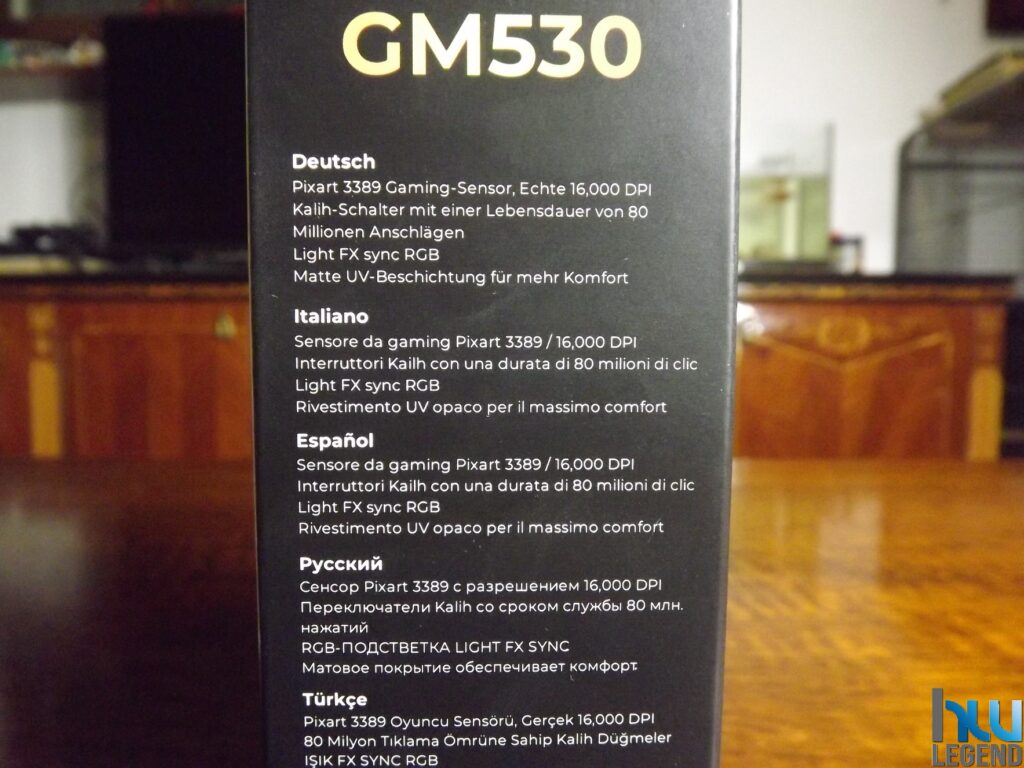 GM530
Deutsch
Pixart 3389 Gaming-Sensor, Echte 16,000 DPI
Kalih-Schalter mit einer Lebensdauer von 80
Millionen Anschlägen
Light FX sync RGB
Matte UV-Beschichtung für mehr Komfort
Italiano
Sensore da gaming Pixart 3389 / 16,000 DPI
Interruttori Kailh con una durata di 80 milioni di clic
Light FX sync RGB
Rivestimento UV opaco per il massimo comfort
Español
Sensore da gaming Pixart 3389 / 16,000 DPI
Interruttori Kailh con una durata di 80 milioni di clic
Light FX sync RGB
Rivestimento UV opaco per il massimo comfort
Русский
Сенсор Pixart 3389 с разрешением 16,000 DPI
Переключатели Kalih со сроком службы 80 млн.
нажатий
RGB-ПОДСТВЕТКА LIGHT FX SYNC
Матовое покрытие обеспечивает комфорт
Türkçe
Pixart 3389 Oyuncu Sensörü, Gerçek 16,000 DPI
80 Milyon Tıklama Ömrüne Sahip Kalih Düğmeler
IŞIK FX SYNC RGB
hw
LEGEND